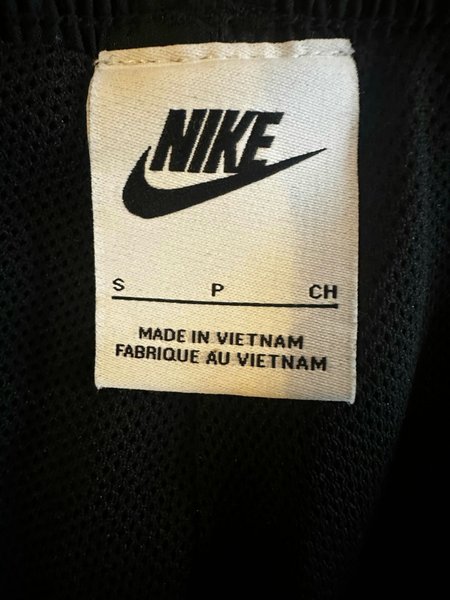 NIKE
S P CH
MADE IN VIETNAM
FABRIQUE AU VIETNAM